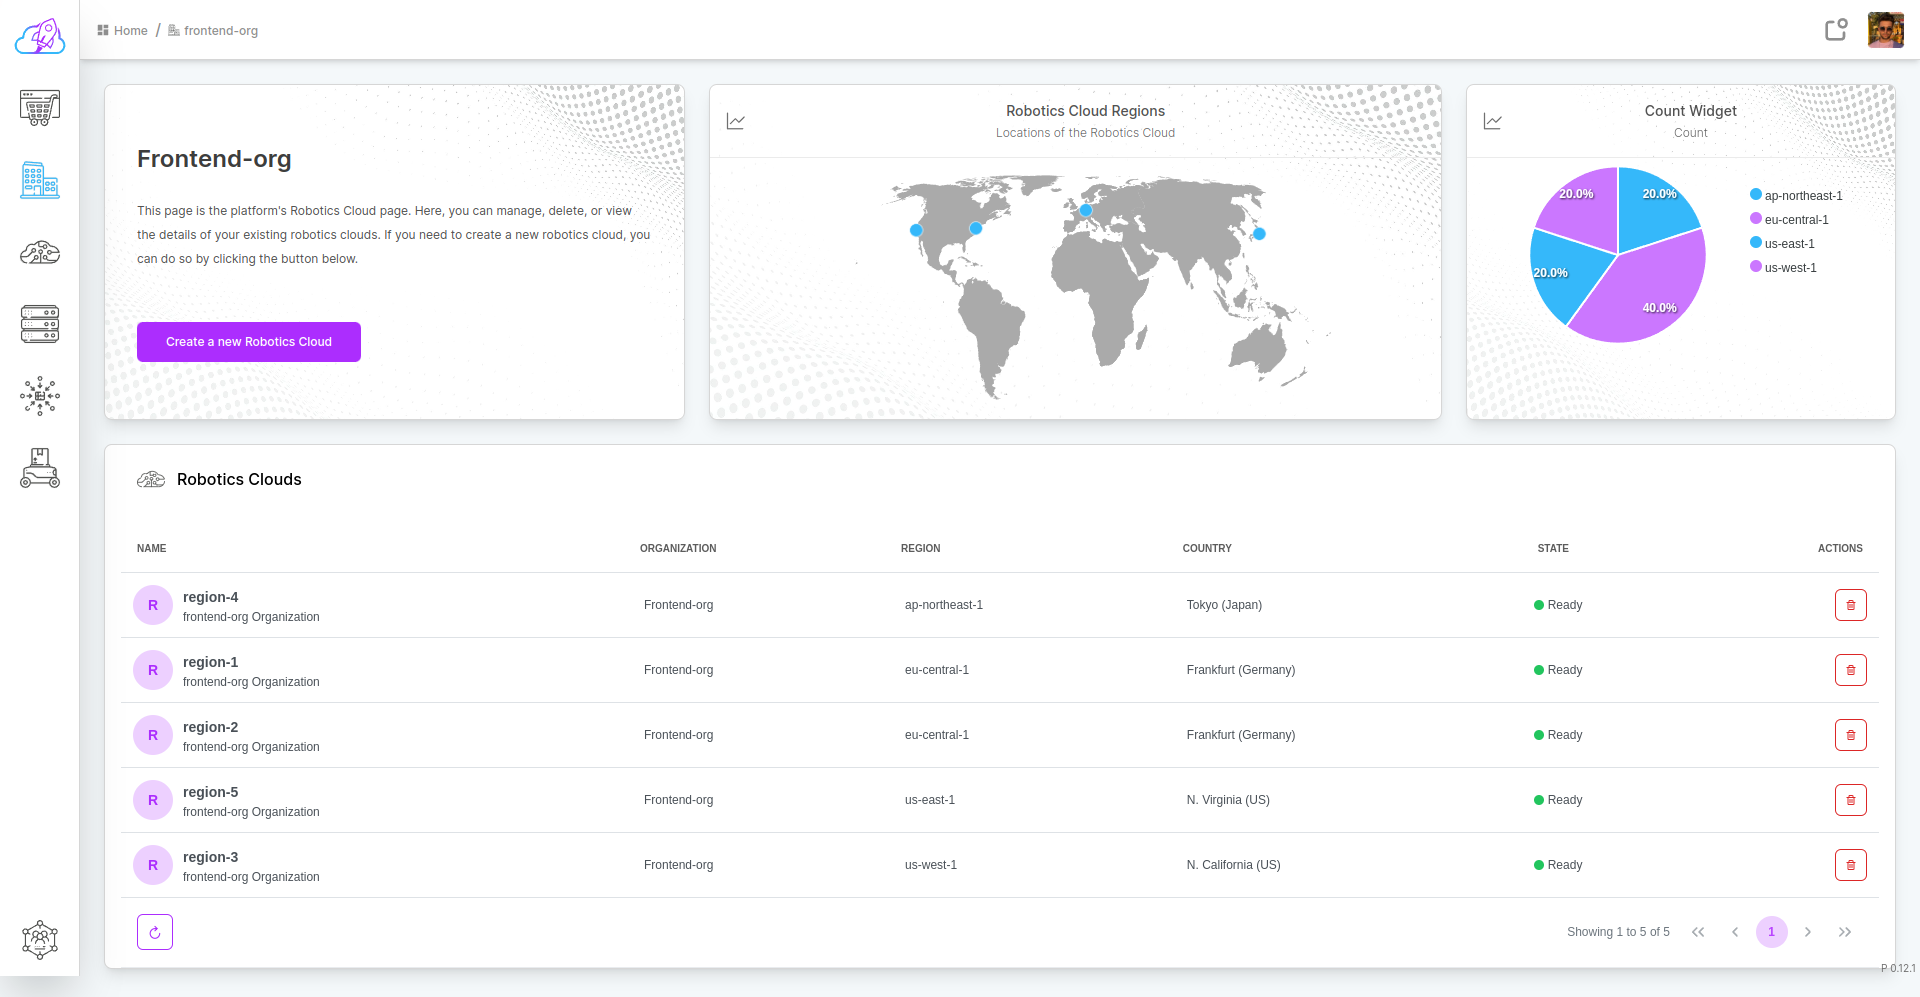 Home / frontend-org
Frontend-org
This page is the platform's Robotics Cloud page. Here, you can manage, delete, or view
the details of your existing robotics clouds. If you need to create a new robotics cloud, you
can do so by clicking the button below.
Create a new Robotics Cloud
Robotics Cloud Regions
Locations of the Robotics Cloud
Count Widget
Count
20.0%
20.0%
20.0%
40.0%
ap-northeast-1
eu-central-1
us-east-1
us-west-1
Robotics Clouds
NAME ORGANIZATION REGION COUNTRY STATE ACTIONS
R region-4
frontend-org Organization Frontend-org ap-northeast-1 Tokyo (Japan) Ready
R region-1
frontend-org Organization Frontend-org eu-central-1 Frankfurt (Germany) Ready
R region-2
frontend-org Organization Frontend-org eu-central-1 Frankfurt (Germany) Ready
R region-5
frontend-org Organization Frontend-org us-east-1 N. Virginia (US) Ready
R region-3
frontend-org Organization Frontend-org us-west-1 N. California (US) Ready
Showing 1 to 5 of 5 1
P 0.12.1